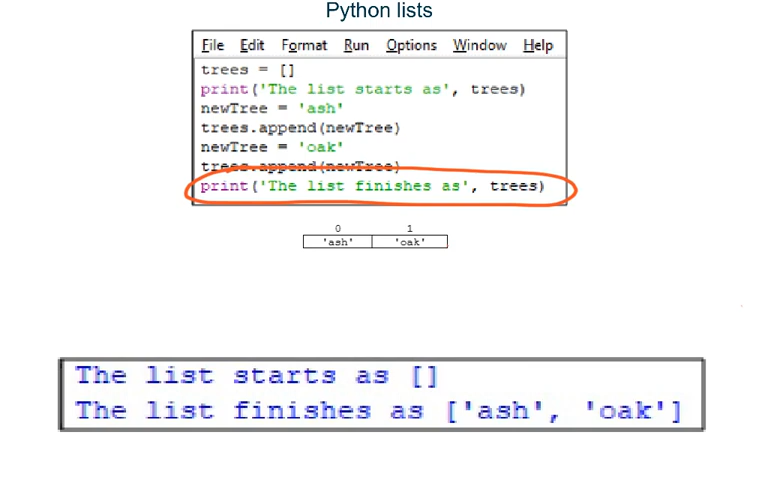 Python lists
File Edit Format Run Options Window Help
trees = []
print('The list starts as', trees)
newTree = 'ash'
trees.append(newTree)
newTree = 'oak'
trees.append(newTree)
print('The list finishes as', trees)
0 1
'ash' 'oak'
The list starts as []
The list finishes as ['ash', 'oak']